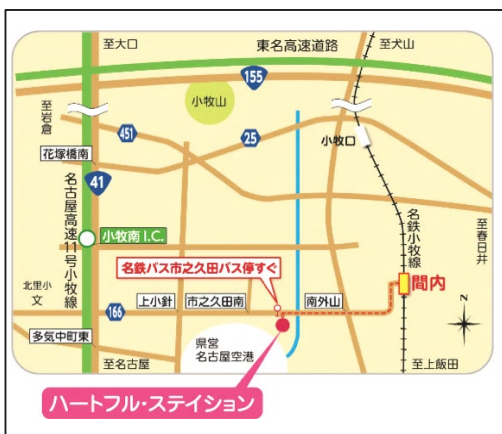 至大口
東名高速道路
至犬山
155
小牧山
至岩倉
451
25
小牧口
花塚橋南
41
名古屋高速11号小牧線
小牧南I.C.
名鉄小牧線
至春日井
名鉄バス市之久田バス停すぐ
間内
北里小
文
166
上小針
市之久田南
南外山
N
多気中町東
県営
名古屋空港
至名古屋
至上飯田
ハートフル・ステイション